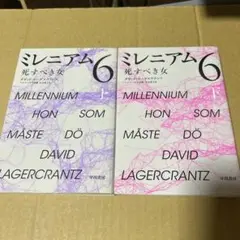 ミレニアム6
死すべき女
上
MILLENNIUM
HON SOM
MÅSTE DÖ
DAVID
LAGERCRANTZ
早川書房
ミレニアム6
死すべき女
下
MILLENNIUM
HON SOM
MÅSTE DÖ
DAVID
LAGERCRANTZ
早川書房